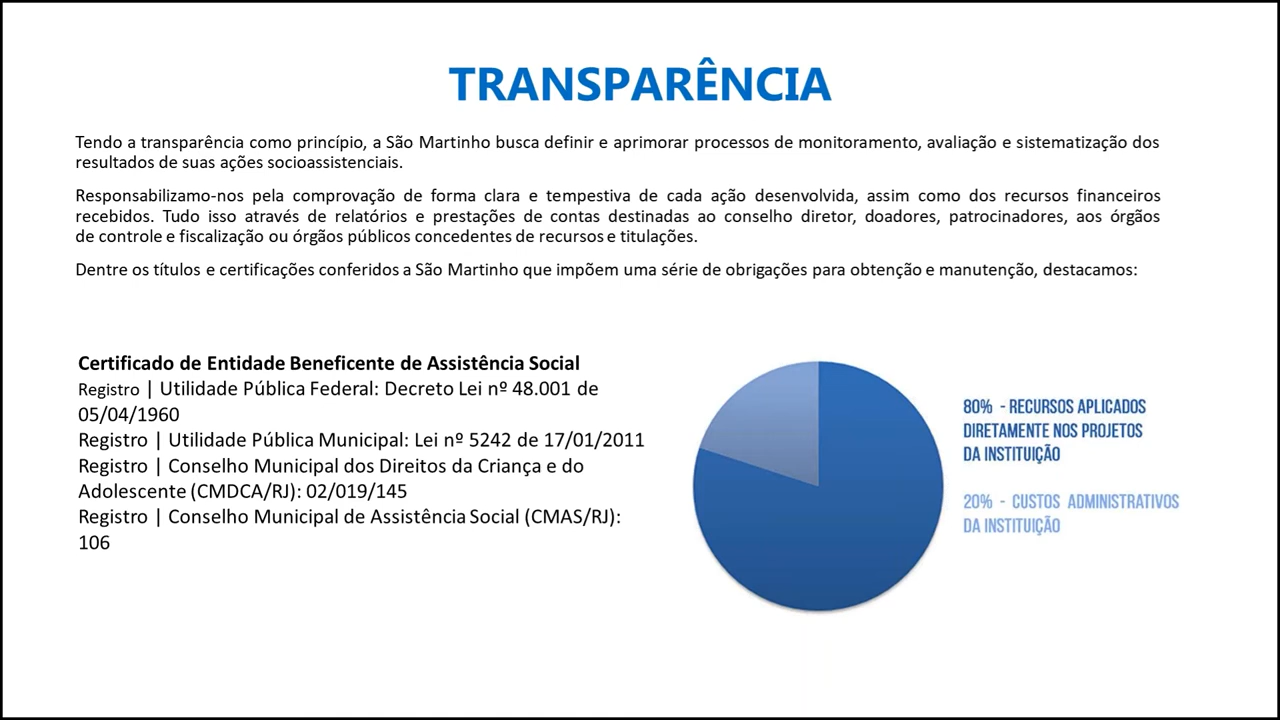 TRANSPARÊNCIA
Tendo a transparência como princípio, a São Martinho busca definir e aprimorar processos de monitoramento, avaliação e sistematização dos
resultados de suas ações socioassistenciais.
Responsabilizamo-nos pela comprovação de forma clara e tempestiva de cada ação desenvolvida, assim como dos recursos financeiros
recebidos. Tudo isso através de relatórios e prestações de contas destinadas ao conselho diretor, doadores, patrocinadores, aos órgãos
de controle e fiscalização ou órgãos públicos concedentes de recursos e titulações.
Dentre os títulos e certificações conferidos a São Martinho que impõem uma série de obrigações para obtenção e manutenção, destacamos:
Certificado de Entidade Beneficente de Assistência Social
Registro | Utilidade Pública Federal: Decreto Lei nº 48.001 de
05/04/1960
Registro | Utilidade Pública Municipal: Lei nº 5242 de 17/01/2011
Registro | Conselho Municipal dos Direitos da Criança e do
Adolescente (CMDCA/RJ): 02/019/145
Registro | Conselho Municipal de Assistência Social (CMAS/RJ):
106
80% - RECURSOS APLICADOS
DIRETAMENTE NOS PROJETOS
DA INSTITUIÇÃO
20% - CUSTOS ADMINISTRATIVOS
DA INSTITUIÇÃO